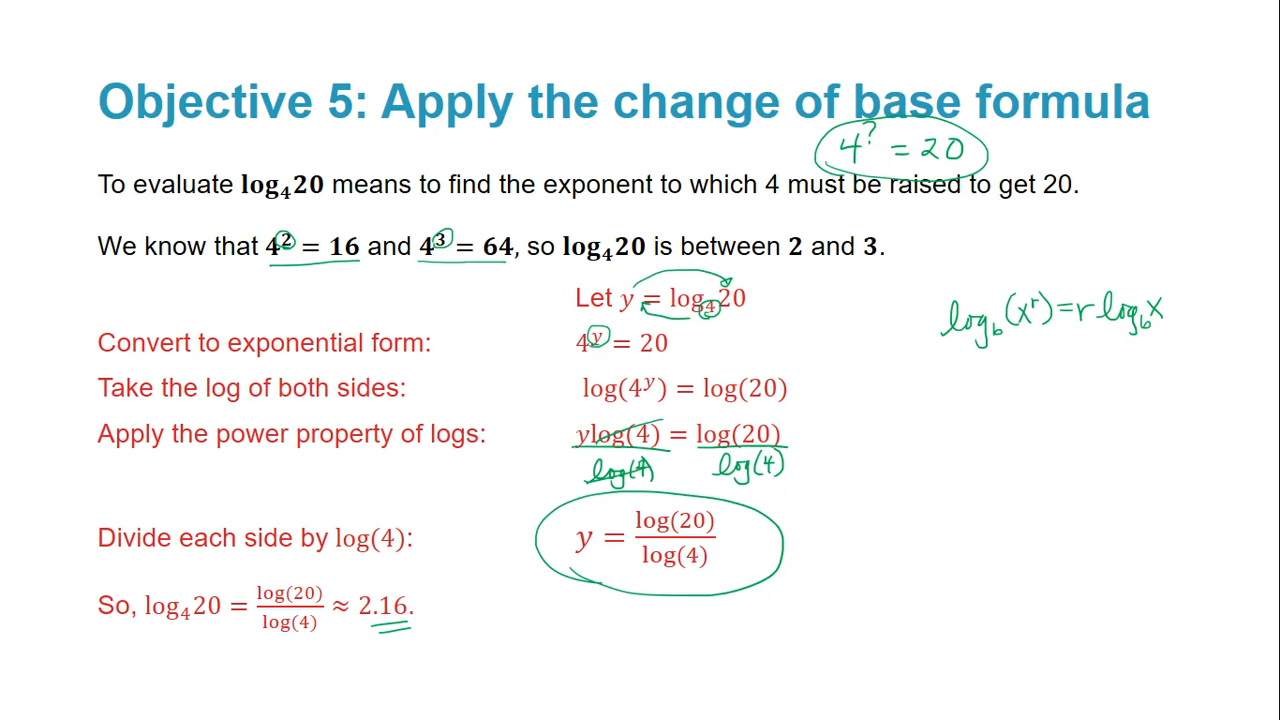 Objective 5: Apply the change of base formula
4^? = 20
To evaluate log₄20 means to find the exponent to which 4 must be raised to get 20.
We know that 4² = 16 and 4³ = 64, so log₄20 is between 2 and 3.
Let y = log₄20
log_b(x^r) = r log_b x
Convert to exponential form: 4^y = 20
Take the log of both sides: log(4^y) = log(20)
Apply the power property of logs: ylog(4) = log(20)
log(4) log(4)
Divide each side by log(4): y = log(20)/log(4)
So, log₄20 = log(20)/log(4) ≈ 2.16.